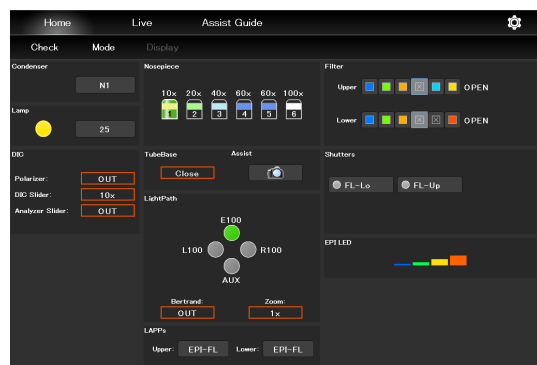 Home Live Assist Guide
Check Mode Display
Condenser
N1
Lamp
25
DIC
Polarizer: OUT
DIC Slider: 10x
Analyzer Slider: OUT
Nosepiece
10x 20x 40x 60x 60x 100x
1 2 3 4 5 6
TubeBase Assist
Close
LightPath
E100
L100 R100
AUX
Bertrand: Zoom:
OUT 1x
LAPPs
Upper: EPI-FL Lower: EPI-FL
Filter
Upper OPEN
Lower OPEN
Shutters
FL-Lo FL-Up
EPI LED